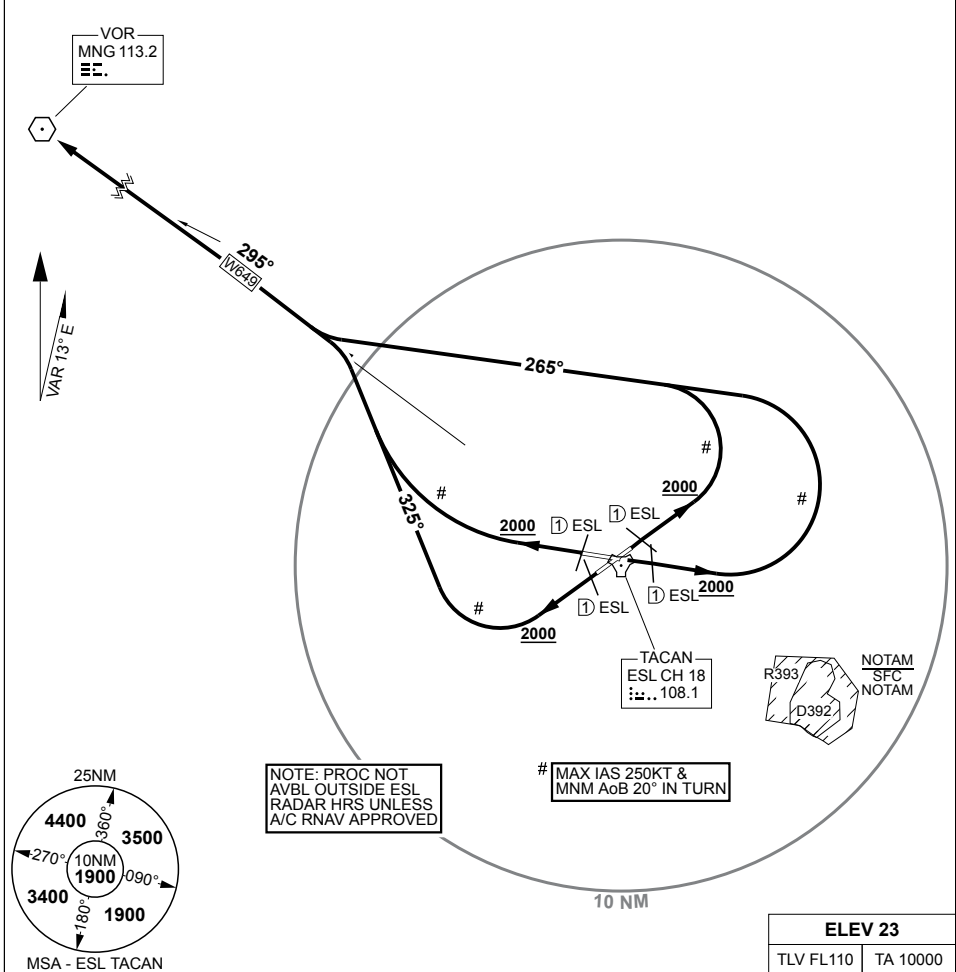 VOR
MNG 113.2
295°
W649
VAR 13° E
265°
#
#
2000
#
325°
2000
1 ESL
1 ESL
1 ESL
1 ESL
2000
#
2000
TACAN
ESL CH 18
108.1
R393
D392
NOTAM
SFC
NOTAM
NOTE: PROC NOT
AVBL OUTSIDE ESL
RADAR HRS UNLESS
A/C RNAV APPROVED
# MAX IAS 250KT &
MNM AoB 20° IN TURN
25NM
4400
360°
3500
270°
10NM
1900
090°
3400
180°
1900
MSA - ESL TACAN
10 NM
ELEV 23
TLV FL110
TA 10000